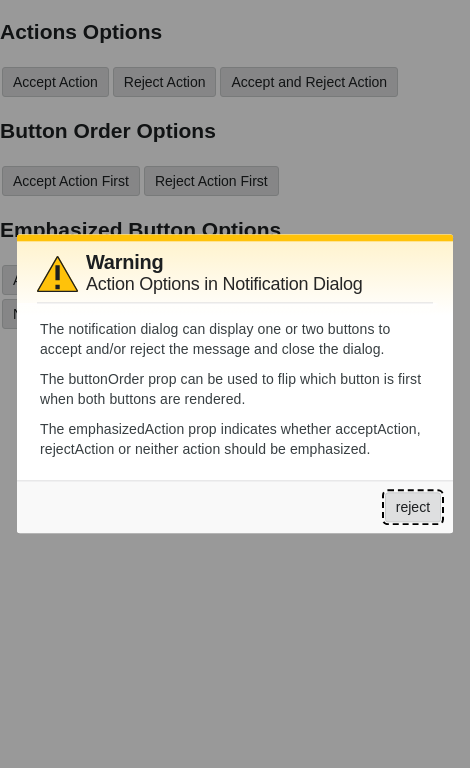 Actions Options
Accept Action Reject Action Accept and Reject Action
Button Order Options
Accept Action First Reject Action First
Emphasized Button Options
Warning
Action Options in Notification Dialog
The notification dialog can display one or two buttons to
accept and/or reject the message and close the dialog.
The buttonOrder prop can be used to flip which button is first
when both buttons are rendered.
The emphasizedAction prop indicates whether acceptAction,
rejectAction or neither action should be emphasized.
reject